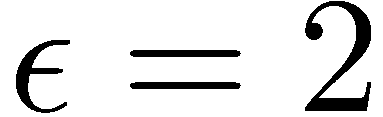 ϵ = 2